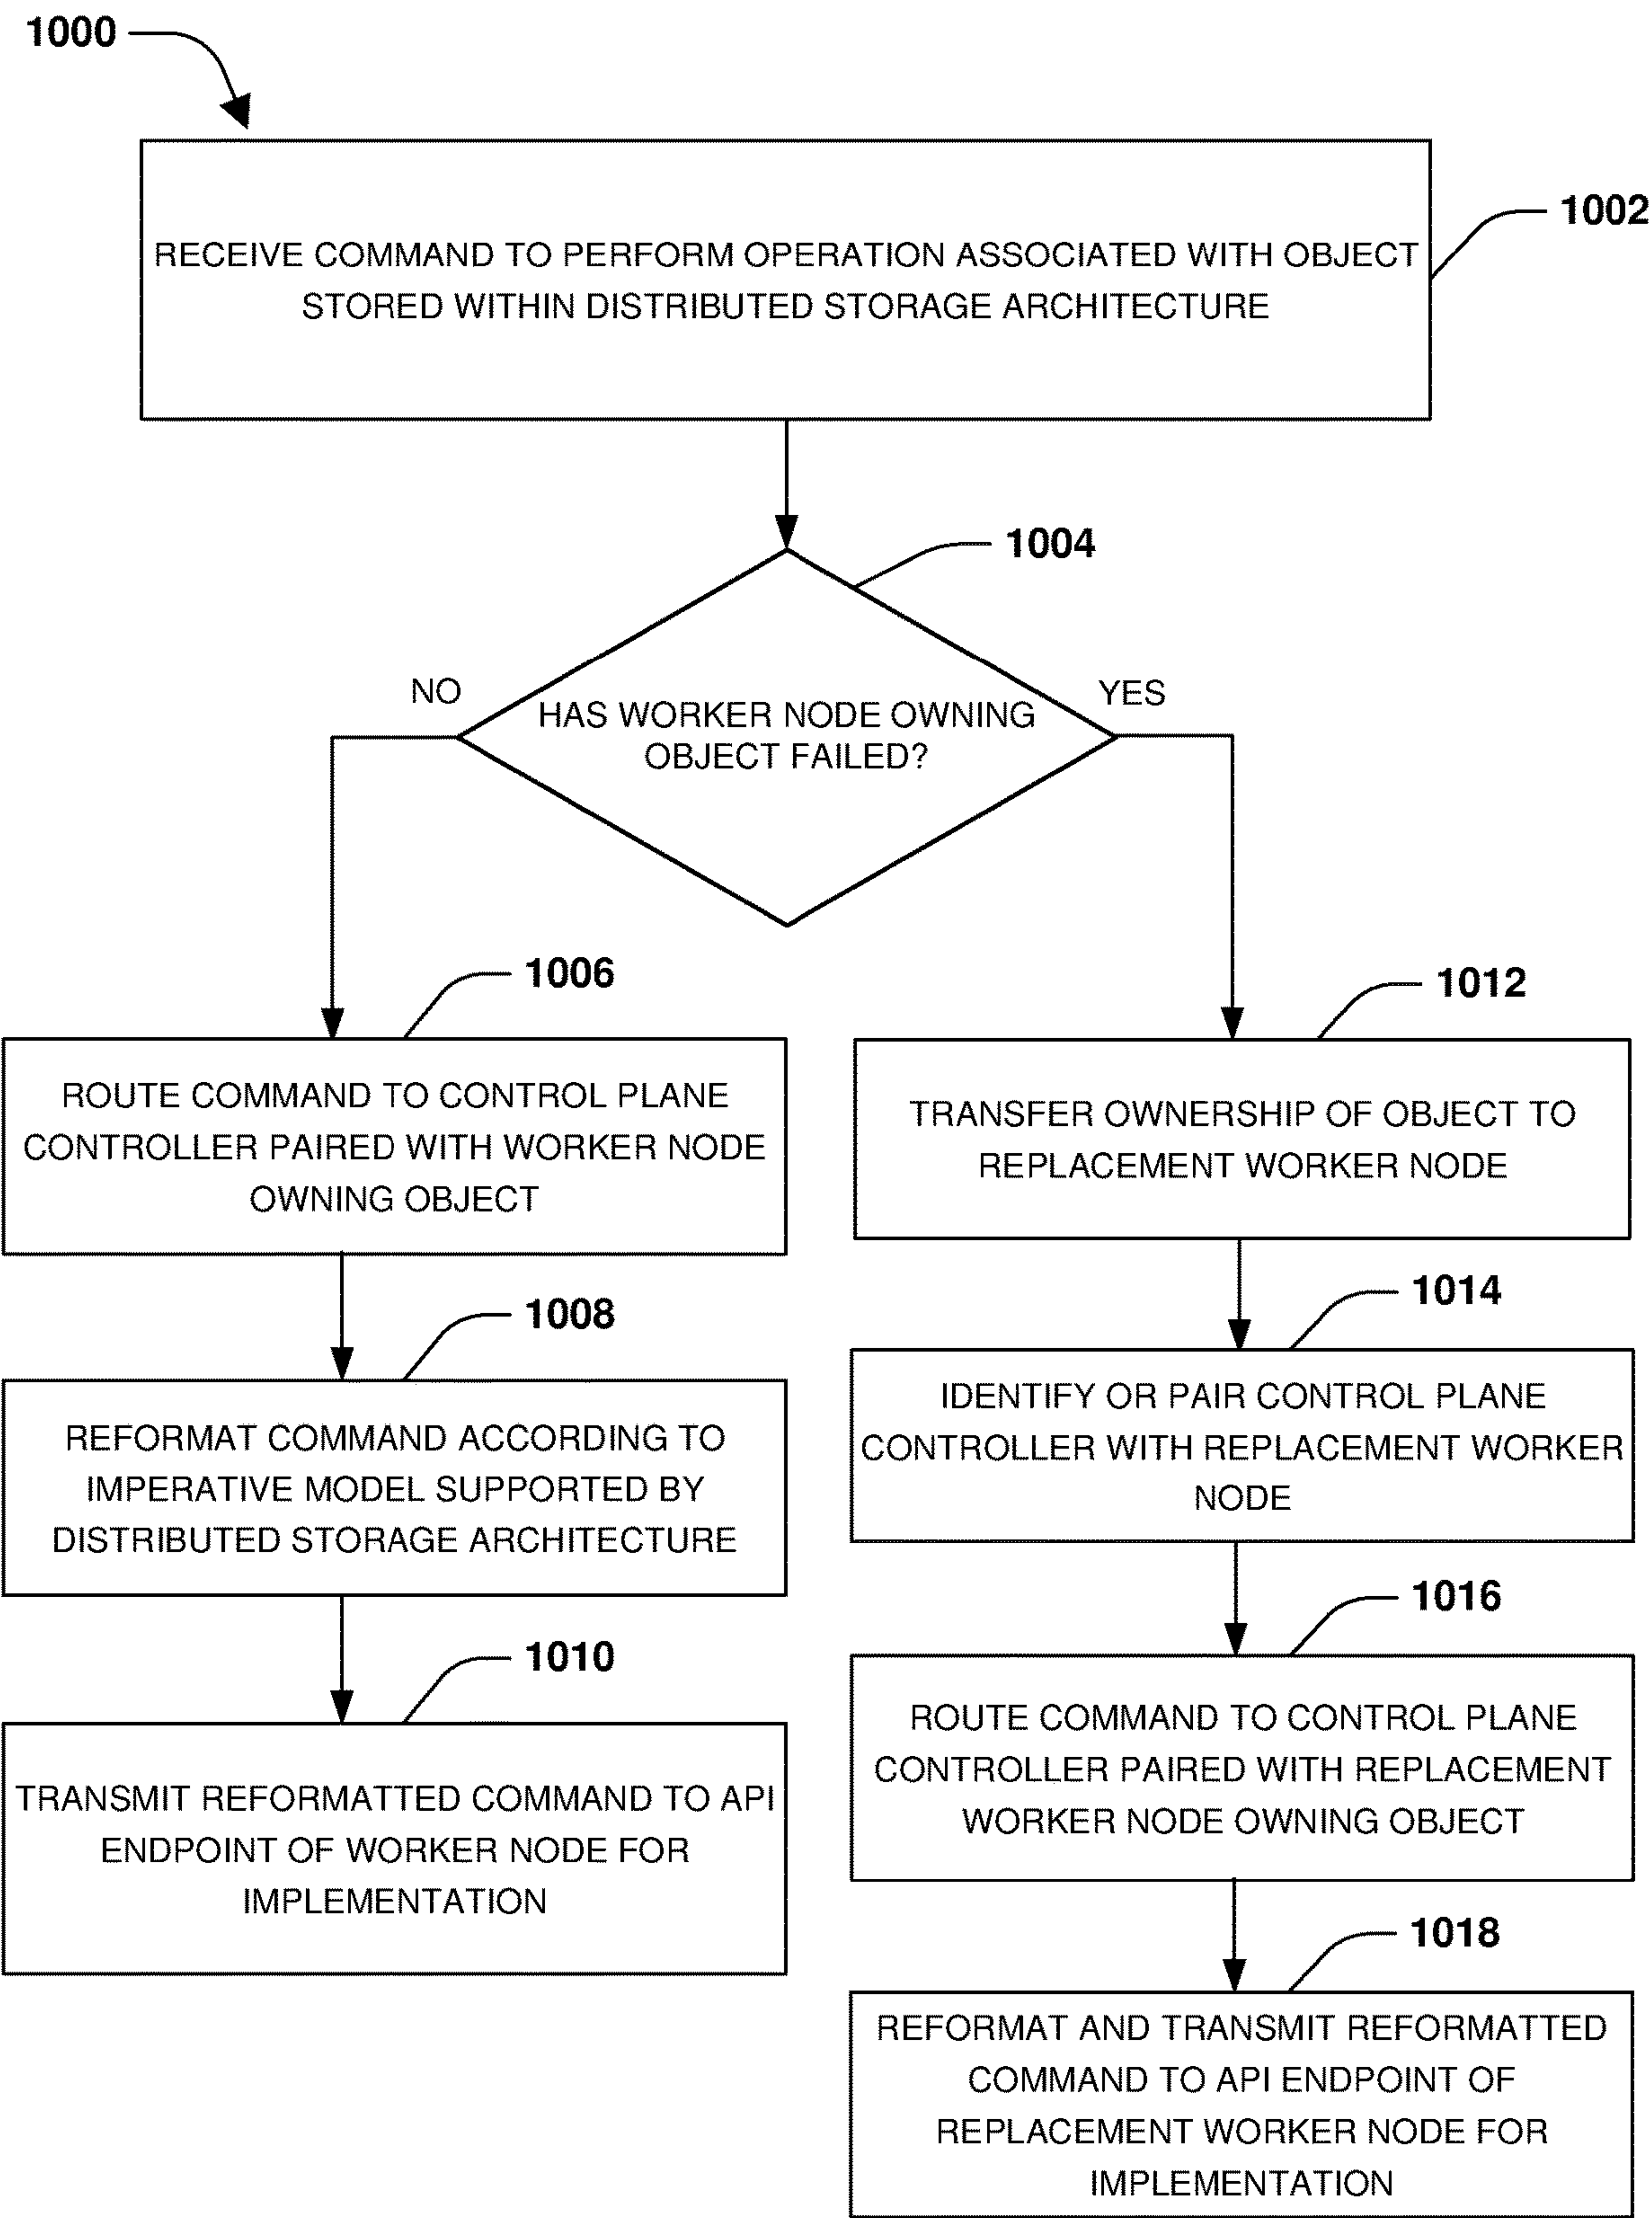 1000
1002
RECEIVE COMMAND TO PERFORM OPERATION ASSOCIATED WITH OBJECT
STORED WITHIN DISTRIBUTED STORAGE ARCHITECTURE
1004
NO
YES
HAS WORKER NODE OWNING
OBJECT FAILED?
1006
ROUTE COMMAND TO CONTROL PLANE
CONTROLLER PAIRED WITH WORKER NODE
OWNING OBJECT
1008
REFORMAT COMMAND ACCORDING TO
IMPERATIVE MODEL SUPPORTED BY
DISTRIBUTED STORAGE ARCHITECTURE
1010
TRANSMIT REFORMATTED COMMAND TO API
ENDPOINT OF WORKER NODE FOR
IMPLEMENTATION
1012
TRANSFER OWNERSHIP OF OBJECT TO
REPLACEMENT WORKER NODE
1014
IDENTIFY OR PAIR CONTROL PLANE
CONTROLLER WITH REPLACEMENT WORKER
NODE
1016
ROUTE COMMAND TO CONTROL PLANE
CONTROLLER PAIRED WITH REPLACEMENT
WORKER NODE OWNING OBJECT
1018
REFORMAT AND TRANSMIT REFORMATTED
COMMAND TO API ENDPOINT OF
REPLACEMENT WORKER NODE FOR
IMPLEMENTATION